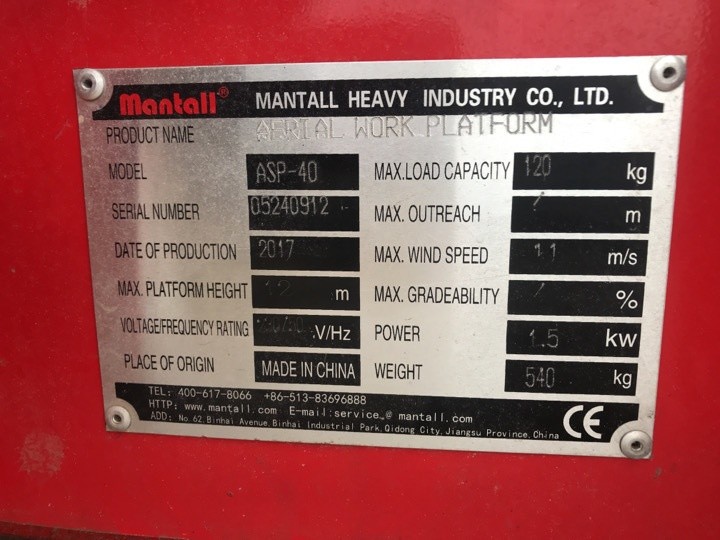 Mantall® MANTALL HEAVY INDUSTRY CO., LTD.
PRODUCT NAME AERIAL WORK PLATFORM
MODEL ASP-40 MAX.LOAD CAPACITY 120 kg
SERIAL NUMBER 05240912 MAX. OUTREACH / m
DATE OF PRODUCTION 2017 MAX. WIND SPEED 11 m/s
MAX. PLATFORM HEIGHT 12 m MAX. GRADEABILITY / %
VOLTAGE/FREQUENCY RATING V/Hz POWER 1.5 kw
PLACE OF ORIGIN MADE IN CHINA WEIGHT 540 kg
TEL: 400-617-8066 +86-513-83696888
HTTP: www.mantall.com E-mail:service_@ mantall.com
ADD: No.62,Binhai Avenue,Binhai Industrial Park,Qidong City,Jiangsu Province,China
CE